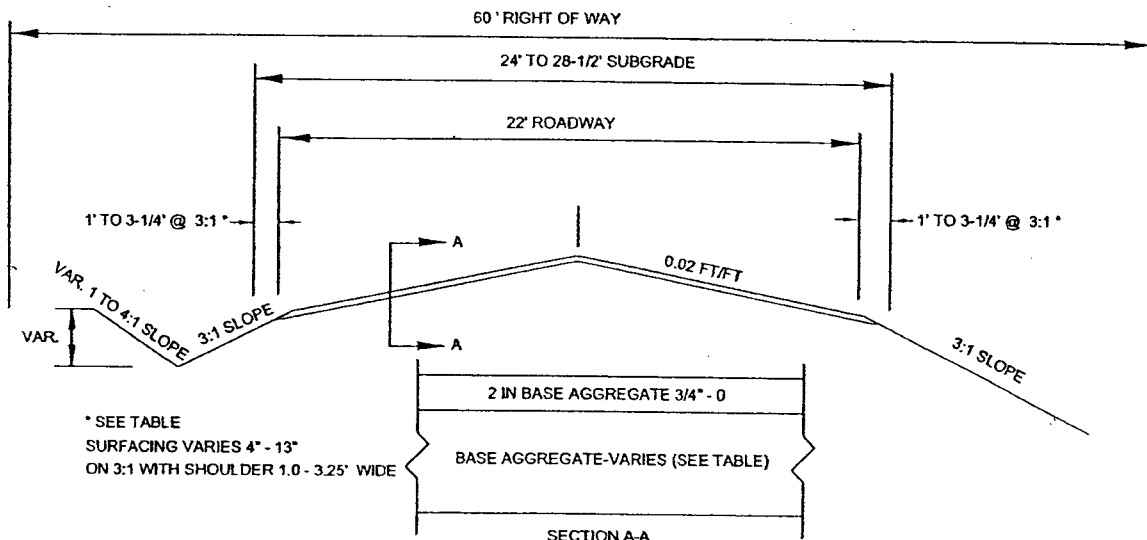 60 ' RIGHT OF WAY
24' TO 28-1/2' SUBGRADE
22' ROADWAY
1' TO 3-1/4' @ 3:1 *
1' TO 3-1/4' @ 3:1 *
A
0.02 FT/FT
VAR. 1 TO 4:1 SLOPE
3:1 SLOPE
VAR.
A
3:1 SLOPE
2 IN BASE AGGREGATE 3/4" - 0
* SEE TABLE
SURFACING VARIES 4" - 13"
ON 3:1 WITH SHOULDER 1.0 - 3.25' WIDE
BASE AGGREGATE-VARIES (SEE TABLE)
SECTION A-A